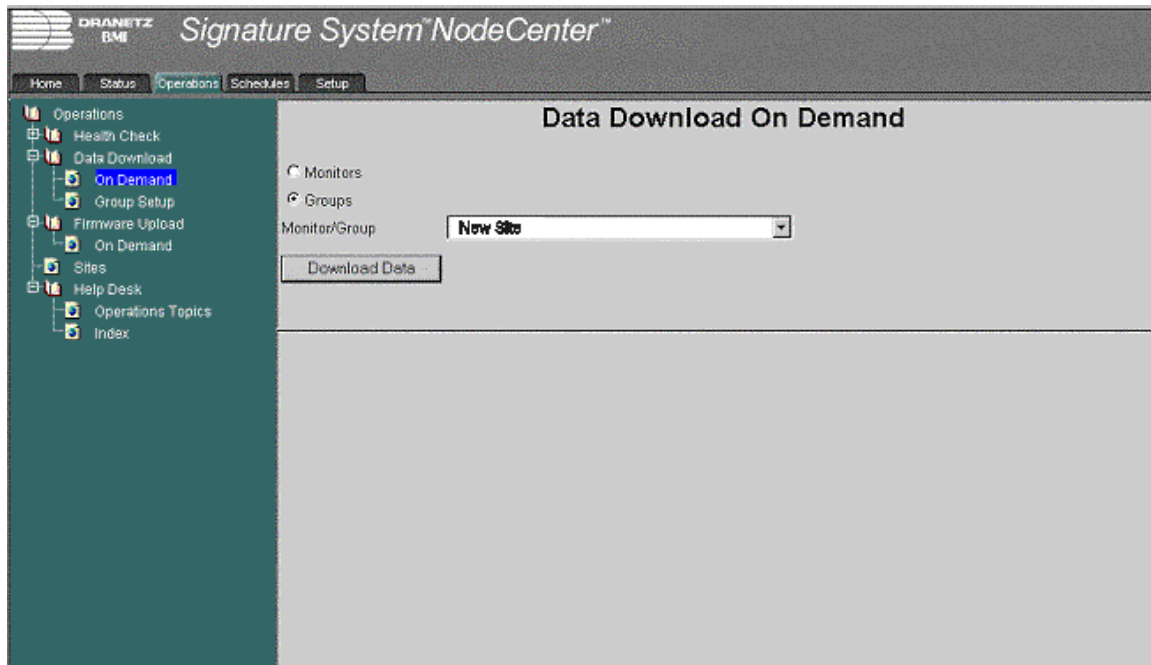 DRANETZ
BMI
Signature System™NodeCenter™
Home Status Operations Schedules Setup
Operations
Health Check
Data Download
On Demand
Group Setup
Firmware Upload
On Demand
Sites
Help Desk
Operations Topics
Index
Data Download On Demand
Monitors
Groups
Monitor/Group New Site
Download Data